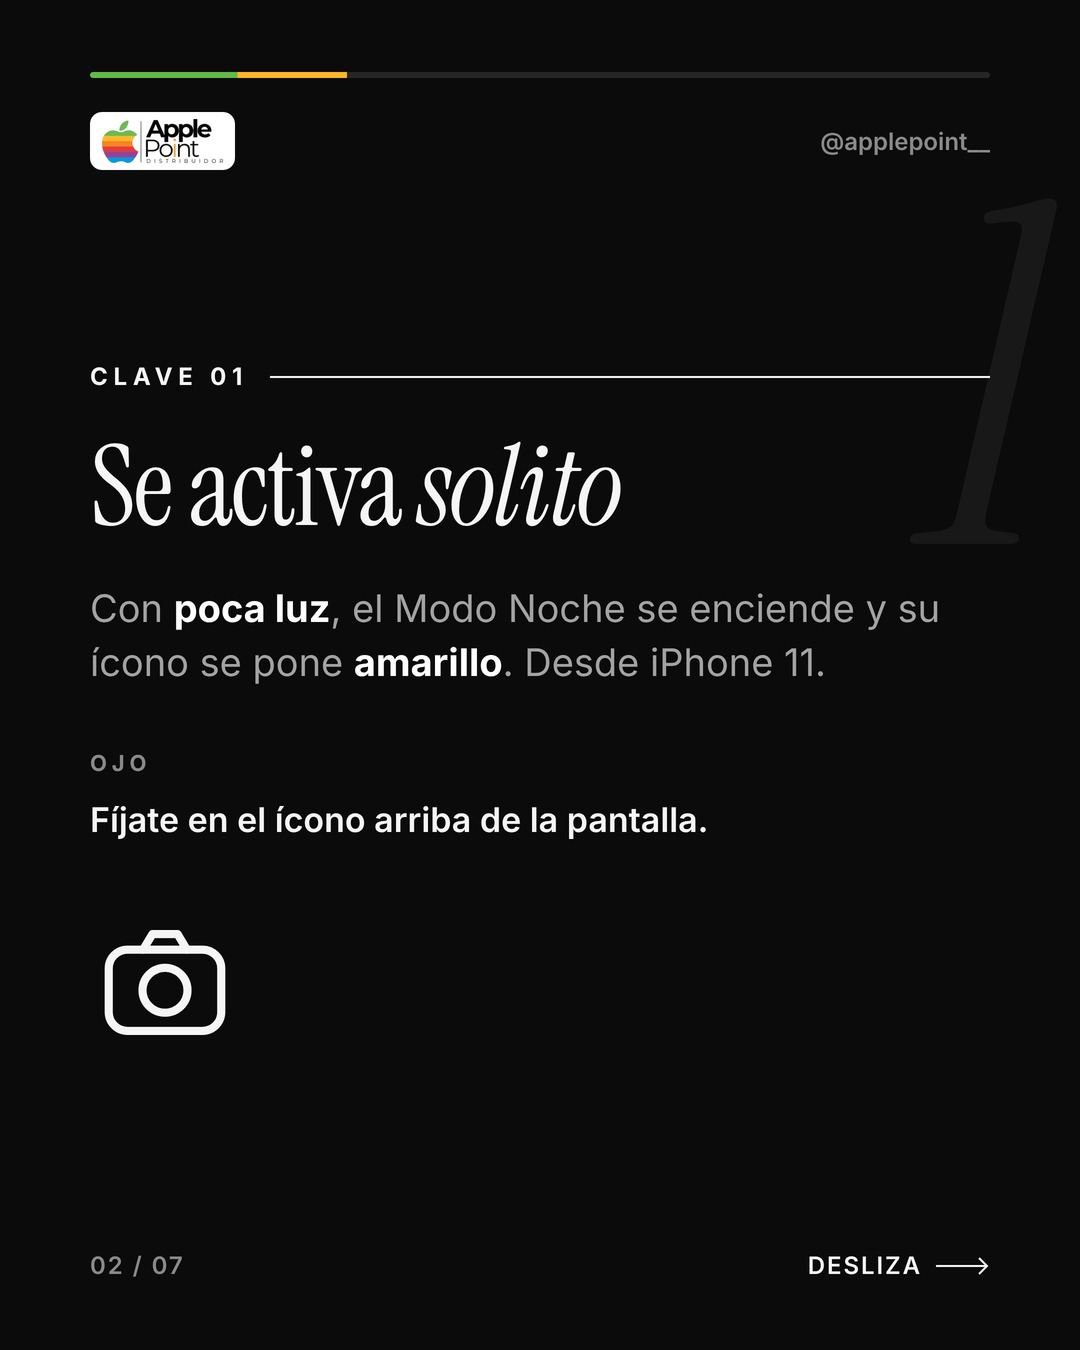 Apple
Point
DISTRIBUIDOR
@applepoint__
1
CLAVE 01
Se activa solito
Con poca luz, el Modo Noche se enciende y su
ícono se pone amarillo. Desde iPhone 11.
OJO
Fíjate en el ícono arriba de la pantalla.
02 / 07
DESLIZA